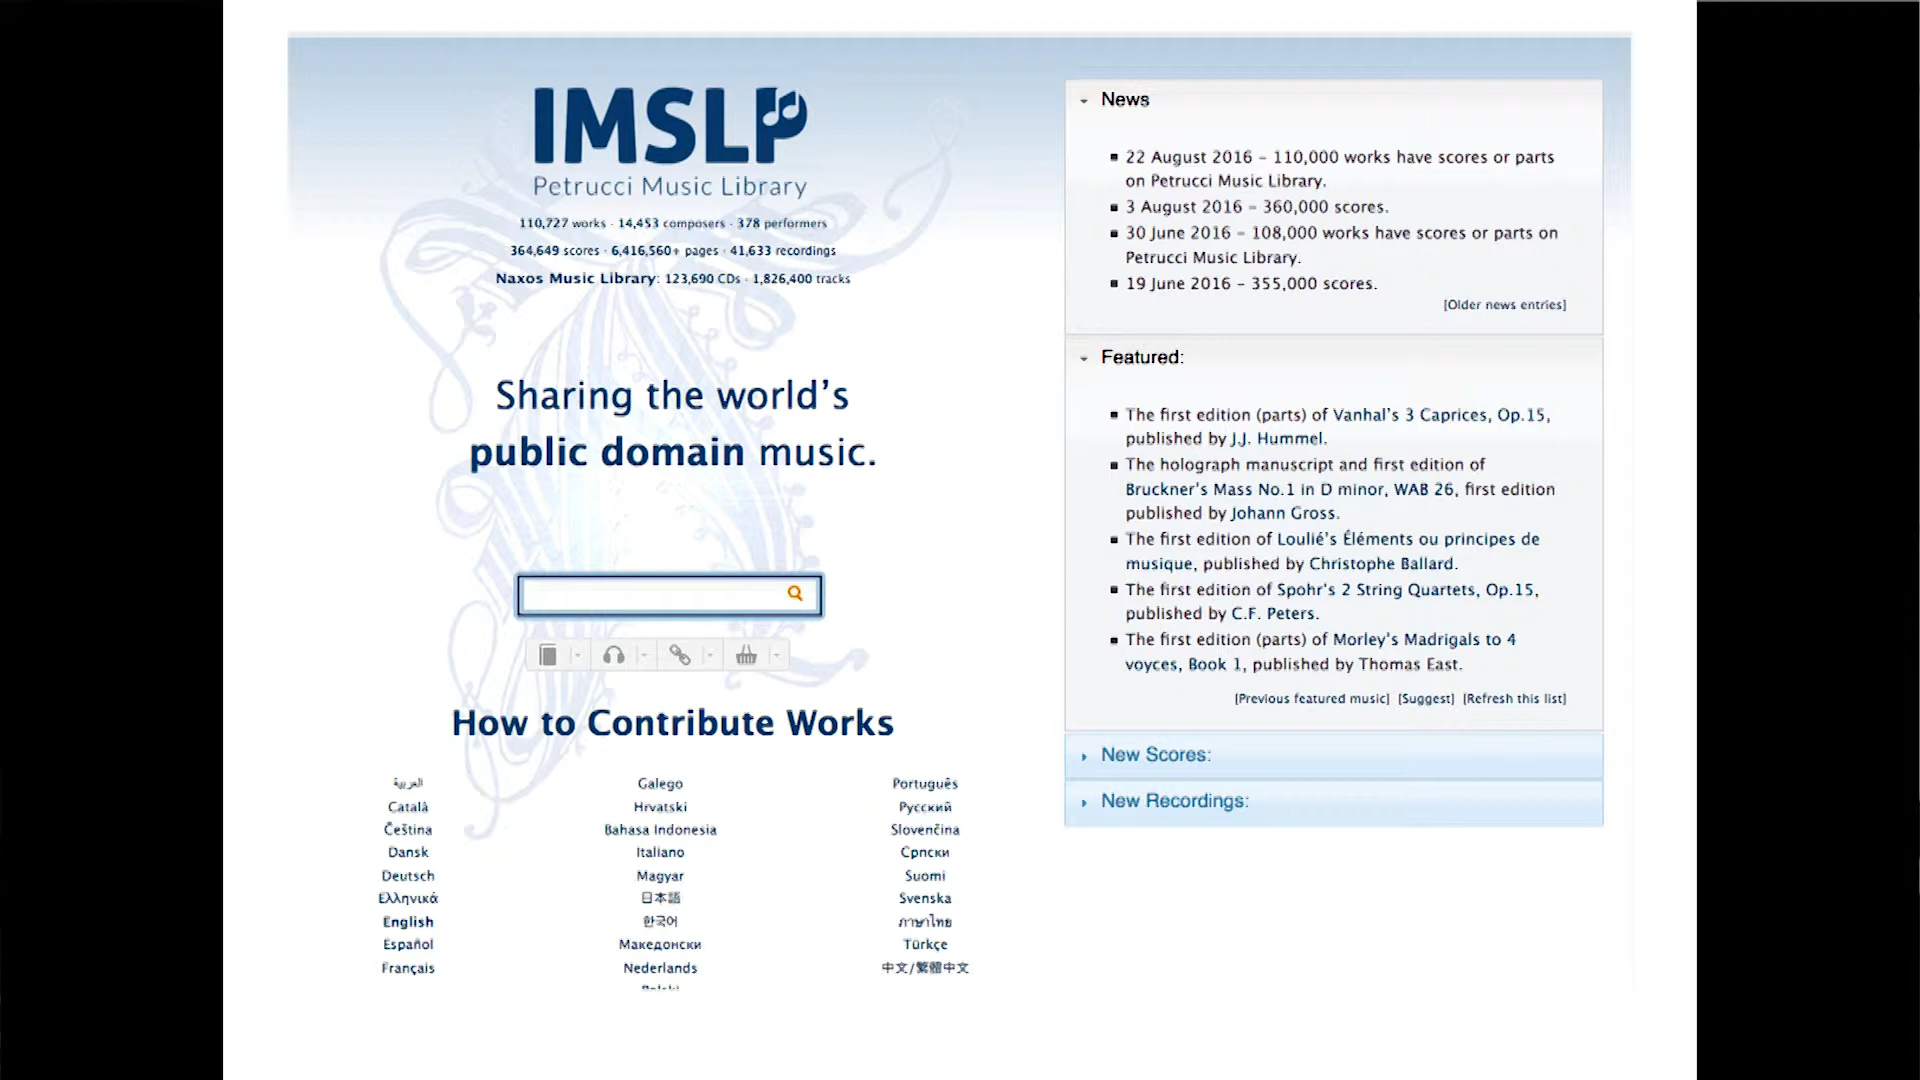 IMSLP
Petrucci Music Library
110,727 works · 14,453 composers · 378 performers
364,649 scores · 6,416,560+ pages · 41,633 recordings
Naxos Music Library: 123,690 CDs · 1,826,400 tracks
Sharing the world's
public domain music.
How to Contribute Works
العربية
Català
Čeština
Dansk
Deutsch
Ελληνικά
English
Español
Français
Galego
Hrvatski
Bahasa Indonesia
Italiano
Magyar
日本語
한국어
Македонски
Nederlands
Polski
Português
Русский
Slovenčina
Српски
Suomi
Svenska
ภาษาไทย
Türkçe
中文/繁體中文
News
22 August 2016 – 110,000 works have scores or parts
on Petrucci Music Library.
3 August 2016 – 360,000 scores.
30 June 2016 – 108,000 works have scores or parts on
Petrucci Music Library.
19 June 2016 – 355,000 scores.
[Older news entries]
Featured:
The first edition (parts) of Vanhal's 3 Caprices, Op.15,
published by J.J. Hummel.
The holograph manuscript and first edition of
Bruckner's Mass No.1 in D minor, WAB 26, first edition
published by Johann Gross.
The first edition of Loulié's Éléments ou principes de
musique, published by Christophe Ballard.
The first edition of Spohr's 2 String Quartets, Op.15,
published by C.F. Peters.
The first edition (parts) of Morley's Madrigals to 4
voyces, Book 1, published by Thomas East.
[Previous featured music] [Suggest] [Refresh this list]
New Scores:
New Recordings: